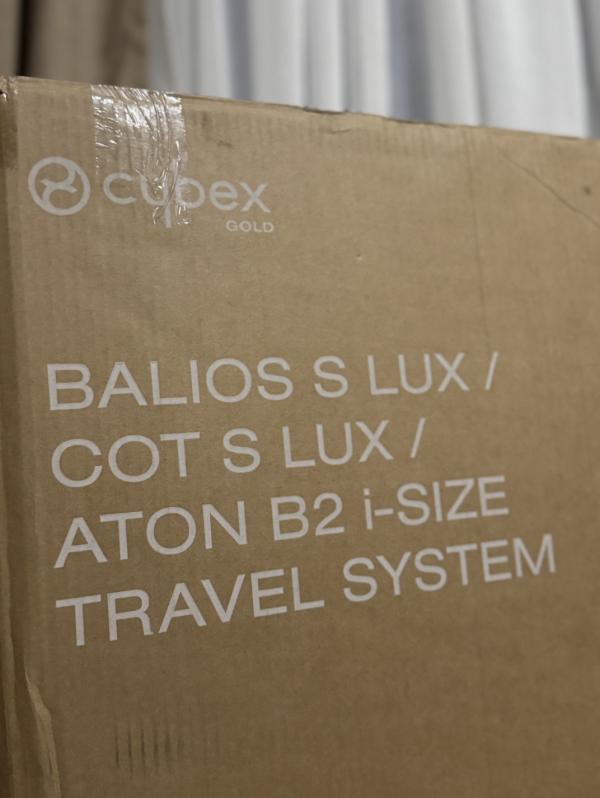 cybex
GOLD
BALIOS S LUX /
COT S LUX /
ATON B2 i-SIZE
TRAVEL SYSTEM